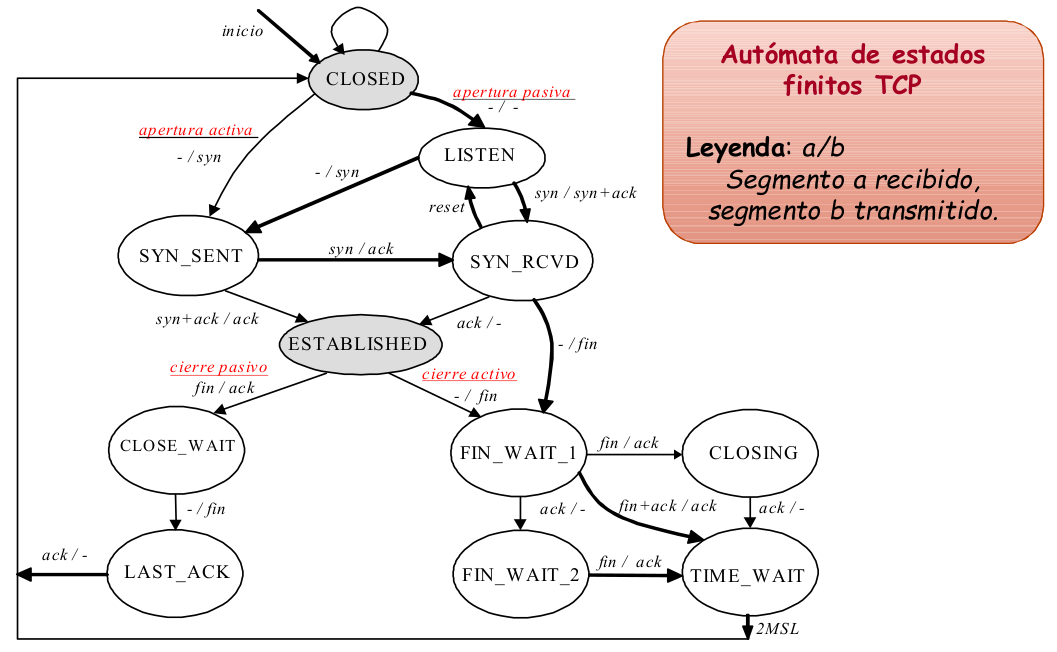 inicio
CLOSED
Autómata de estados
finitos TCP
Leyenda: a/b
Segmento a recibido,
segmento b transmitido.
apertura pasiva
- / -
apertura activa
- / syn
LISTEN
- / syn
syn / syn+ack
reset
SYN_SENT
syn / ack
SYN_RCVD
syn+ack / ack
ack / -
ESTABLISHED
- / fin
cierre pasivo
fin / ack
cierre activo
- / fin
CLOSE_WAIT
FIN_WAIT_1
fin / ack
CLOSING
- / fin
ack / -
fin+ack / ack
ack / -
ack / -
LAST_ACK
FIN_WAIT_2
fin / ack
TIME_WAIT
2MSL